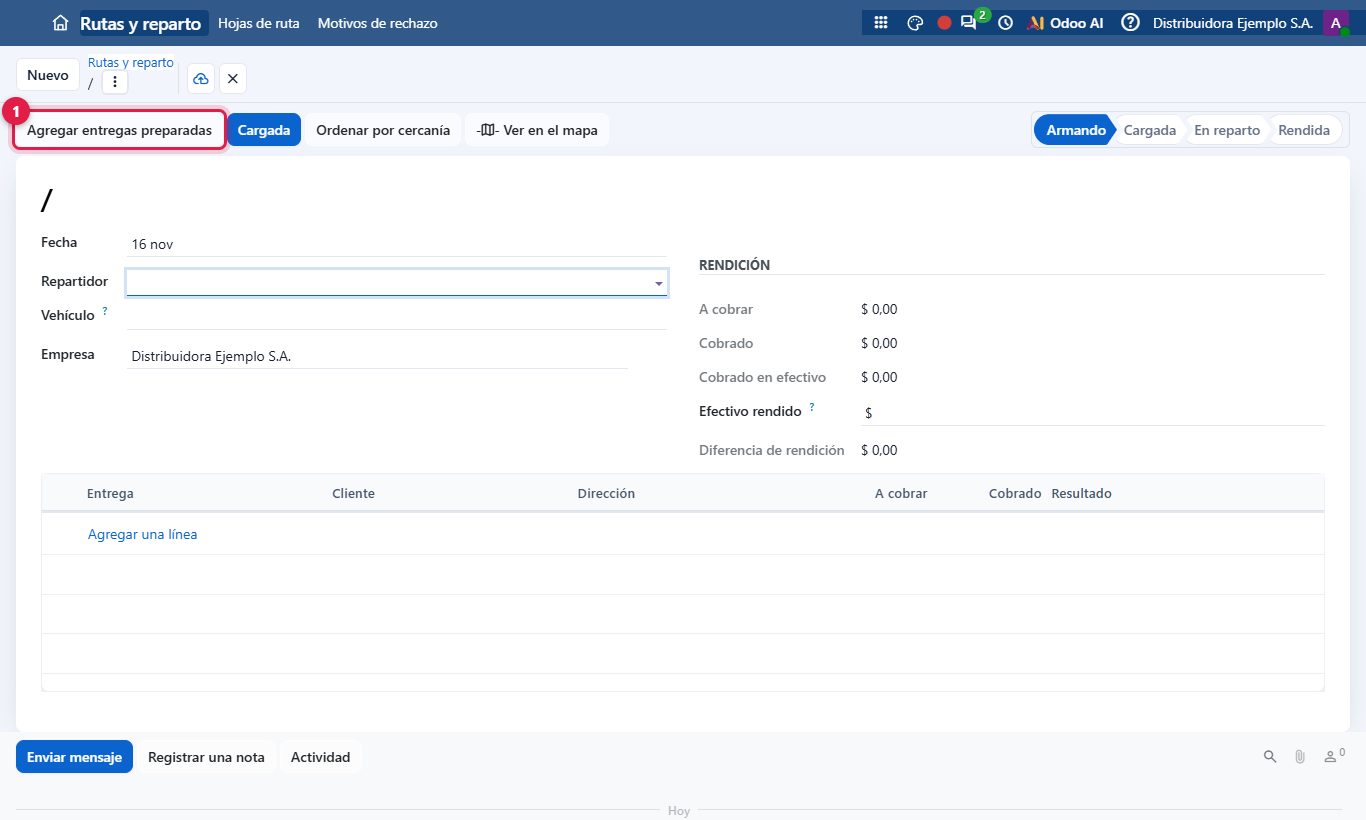 Rutas y reparto Hojas de ruta Motivos de rechazo 2 Odoo AI Distribuidora Ejemplo S.A. A
Nuevo Rutas y reparto
/
1
Agregar entregas preparadas Cargada Ordenar por cercanía Ver en el mapa Armando Cargada En reparto Rendida
/
Fecha 16 nov
RENDICIÓN
Repartidor
Vehículo ?
Empresa Distribuidora Ejemplo S.A.
A cobrar $ 0,00
Cobrado $ 0,00
Cobrado en efectivo $ 0,00
Efectivo rendido ? $
Diferencia de rendición $ 0,00
Entrega Cliente Dirección A cobrar Cobrado Resultado
Agregar una línea
Enviar mensaje Registrar una nota Actividad 0
Hoy